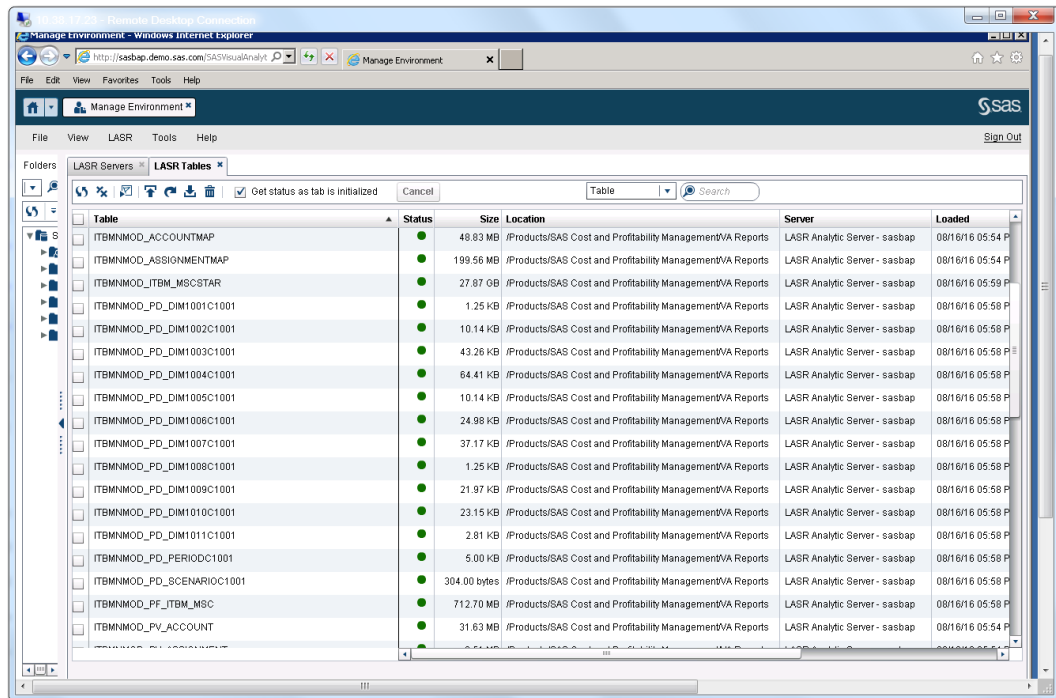 10.36.17.23 - Remote Desktop Connection
Manage Environment - Windows Internet Explorer
http://sasbap.demo.sas.com/SASVisualAnalyt Manage Environment
File Edit View Favorites Tools Help
Manage Environment sas
File View LASR Tools Help Sign Out
Folders LASR Servers LASR Tables
Get status as tab is initialized Cancel Table Search
Table Status Size Location Server Loaded
S
ITBMNMOD_ACCOUNTMAP 48.83 MB /Products/SAS Cost and Profitability Management/VA Reports LASR Analytic Server - sasbap 08/16/16 05:54 P
ITBMNMOD_ASSIGNMENTMAP 199.56 MB /Products/SAS Cost and Profitability Management/VA Reports LASR Analytic Server - sasbap 08/16/16 05:54 P
ITBMNMOD_ITBM_MSCSTAR 27.87 GB /Products/SAS Cost and Profitability Management/VA Reports LASR Analytic Server - sasbap 08/16/16 05:59 P
ITBMNMOD_PD_DIM1001C1001 1.25 KB /Products/SAS Cost and Profitability Management/VA Reports LASR Analytic Server - sasbap 08/16/16 05:58 P
ITBMNMOD_PD_DIM1002C1001 10.14 KB /Products/SAS Cost and Profitability Management/VA Reports LASR Analytic Server - sasbap 08/16/16 05:58 P
ITBMNMOD_PD_DIM1003C1001 43.26 KB /Products/SAS Cost and Profitability Management/VA Reports LASR Analytic Server - sasbap 08/16/16 05:58 P
ITBMNMOD_PD_DIM1004C1001 64.41 KB /Products/SAS Cost and Profitability Management/VA Reports LASR Analytic Server - sasbap 08/16/16 05:58 P
ITBMNMOD_PD_DIM1005C1001 10.14 KB /Products/SAS Cost and Profitability Management/VA Reports LASR Analytic Server - sasbap 08/16/16 05:58 P
ITBMNMOD_PD_DIM1006C1001 24.98 KB /Products/SAS Cost and Profitability Management/VA Reports LASR Analytic Server - sasbap 08/16/16 05:58 P
ITBMNMOD_PD_DIM1007C1001 37.17 KB /Products/SAS Cost and Profitability Management/VA Reports LASR Analytic Server - sasbap 08/16/16 05:58 P
ITBMNMOD_PD_DIM1008C1001 1.25 KB /Products/SAS Cost and Profitability Management/VA Reports LASR Analytic Server - sasbap 08/16/16 05:58 P
ITBMNMOD_PD_DIM1009C1001 21.97 KB /Products/SAS Cost and Profitability Management/VA Reports LASR Analytic Server - sasbap 08/16/16 05:58 P
ITBMNMOD_PD_DIM1010C1001 23.15 KB /Products/SAS Cost and Profitability Management/VA Reports LASR Analytic Server - sasbap 08/16/16 05:58 P
ITBMNMOD_PD_DIM1011C1001 2.81 KB /Products/SAS Cost and Profitability Management/VA Reports LASR Analytic Server - sasbap 08/16/16 05:58 P
ITBMNMOD_PD_PERIODC1001 5.00 KB /Products/SAS Cost and Profitability Management/VA Reports LASR Analytic Server - sasbap 08/16/16 05:58 P
ITBMNMOD_PD_SCENARIOC1001 304.00 bytes /Products/SAS Cost and Profitability Management/VA Reports LASR Analytic Server - sasbap 08/16/16 05:58 P
ITBMNMOD_PF_ITBM_MSC 712.70 MB /Products/SAS Cost and Profitability Management/VA Reports LASR Analytic Server - sasbap 08/16/16 05:58 P
ITBMNMOD_PV_ACCOUNT 31.63 MB /Products/SAS Cost and Profitability Management/VA Reports LASR Analytic Server - sasbap 08/16/16 05:54 P